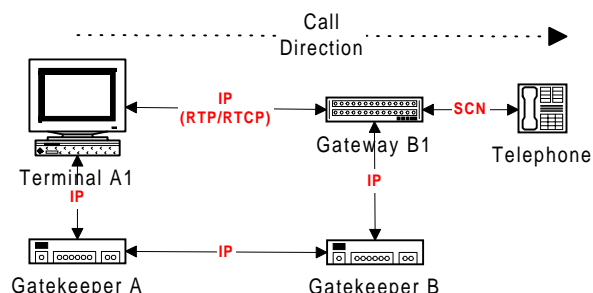 Call
Direction
IP
(RTP/RTCP)
SCN
Gateway B1
Telephone
Terminal A1
IP
IP
IP
Gatekeeper A
Gatekeeper B